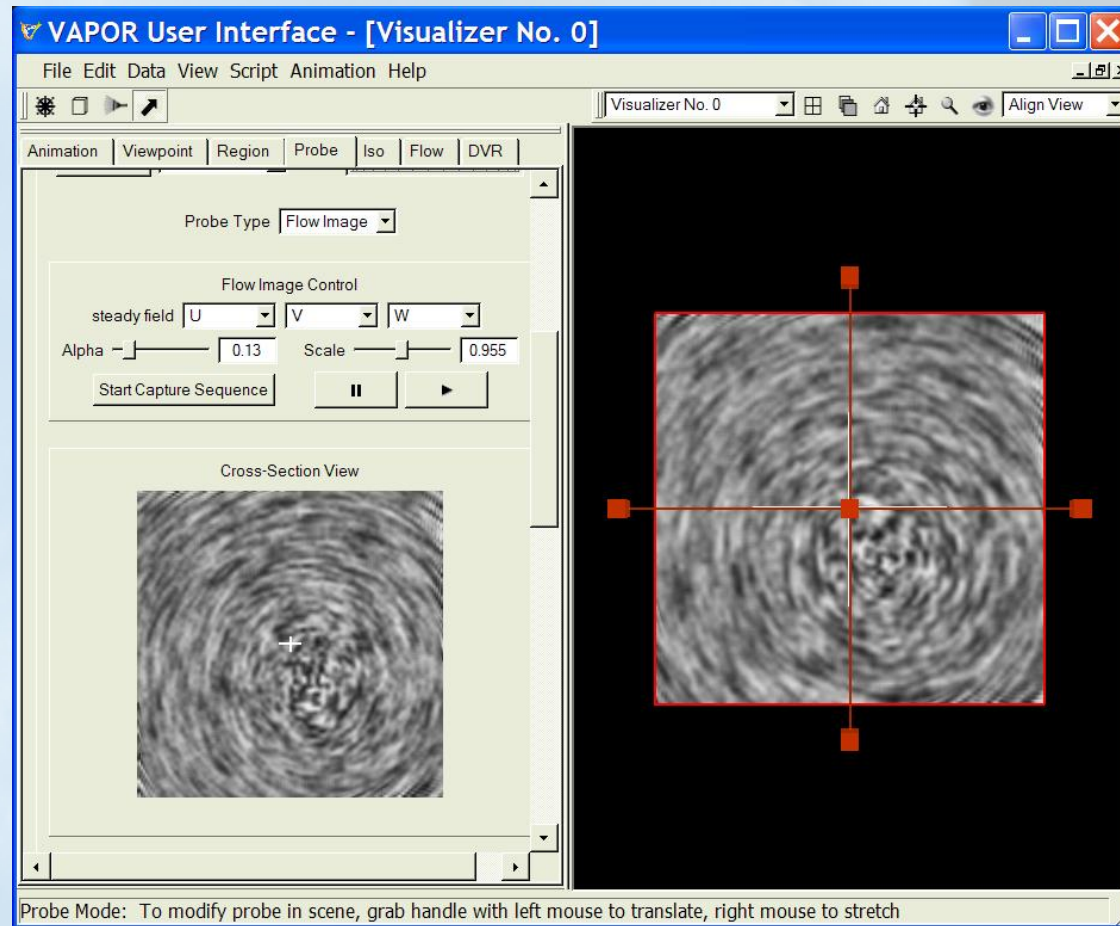 VAPOR User Interface - [Visualizer No. 0]
File Edit Data View Script Animation Help
Visualizer No. 0 Align View
Animation Viewpoint Region Probe Iso Flow DVR
Probe Type Flow Image
Flow Image Control
steady field U V W
Alpha 0.13 Scale 0.955
Start Capture Sequence
Cross-Section View
Probe Mode: To modify probe in scene, grab handle with left mouse to translate, right mouse to stretch